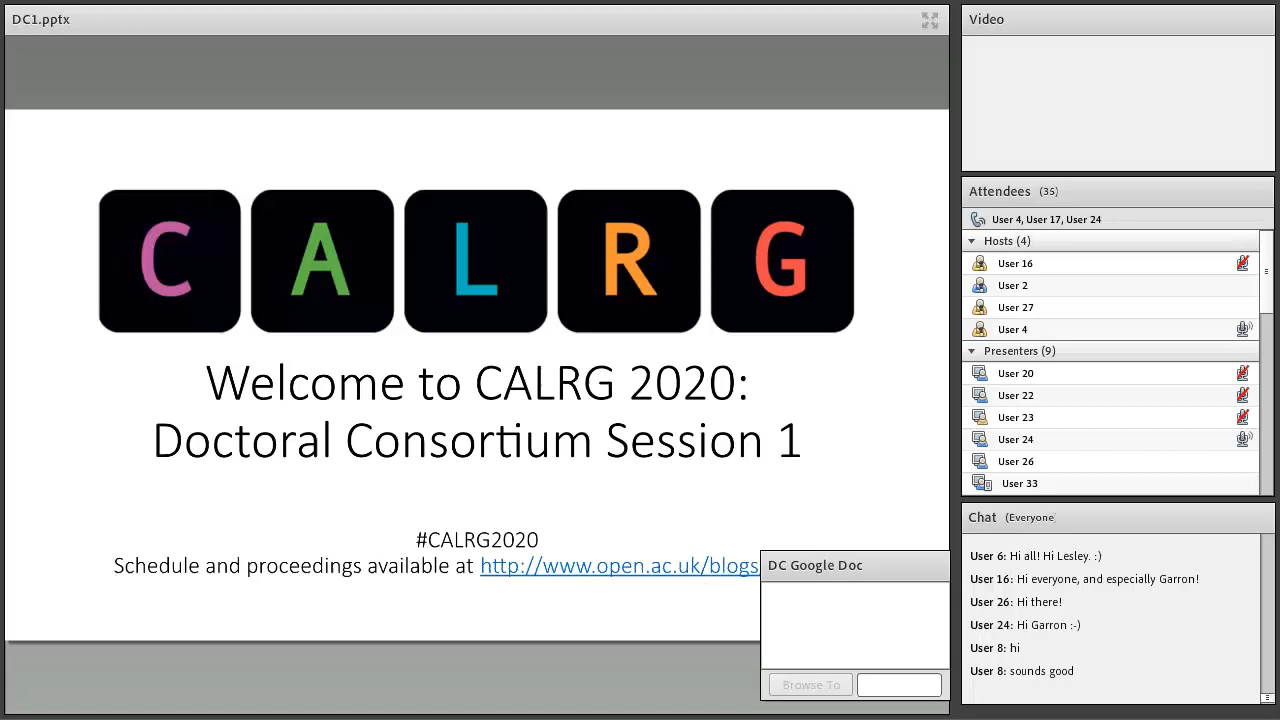 DC1.pptx
C A L R G
Welcome to CALRG 2020:
Doctoral Consortium Session 1
#CALRG2020
Schedule and proceedings available at http://www.open.ac.uk/blogs
DC Google Doc
Browse To
Video
Attendees (35)
User 4, User 17, User 24
Hosts (4)
User 16
User 2
User 27
User 4
Presenters (9)
User 20
User 22
User 23
User 24
User 26
User 33
Chat (Everyone
User 6: Hi all! Hi Lesley. :)
User 16: Hi everyone, and especially Garron!
User 26: Hi there!
User 24: Hi Garron :-)
User 8: hi
User 8: sounds good